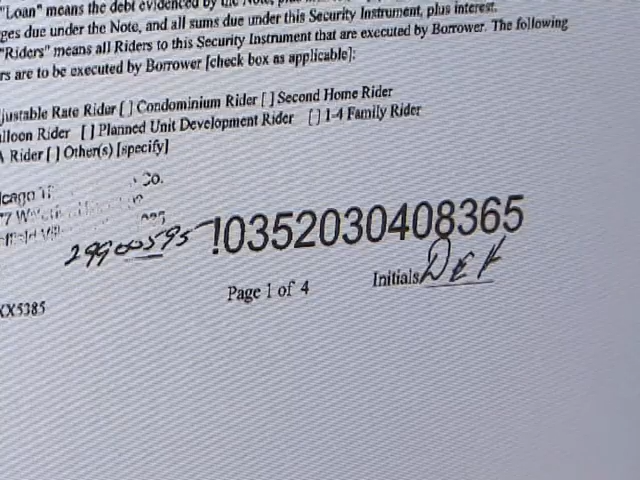 "Loan" means the debt evidenced by the Note, plus
ges due under the Note, and all sums due under this Security Instrument, plus interest.
"Riders" means all Riders to this Security Instrument that are executed by Borrower. The following
rs are to be executed by Borrower [check box as applicable]:
justable Rate Rider [ ] Condominium Rider [ ] Second Home Rider
lloon Rider [ ] Planned Unit Development Rider [ ] 1-4 Family Rider
A Rider [ ] Other(s) [specify]
icago Co.
29900595 !0352030408365
Page 1 of 4 Initials DEH
XX5385